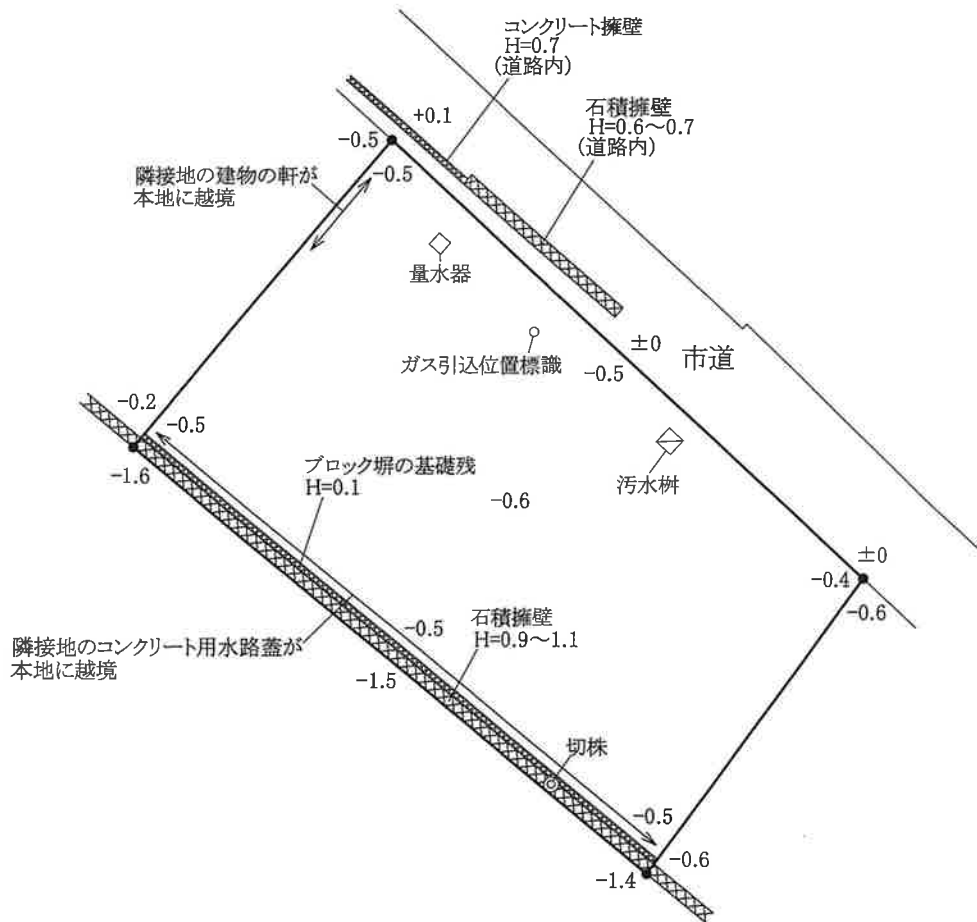 コンクリート擁壁
H=0.7
(道路内)
+0.1
石積擁壁
H=0.6～0.7
(道路内)
-0.5
-0.5
隣接地の建物の軒が
本地に越境
量水器
ガス引込位置標識
±0
市道
-0.5
-0.2
-0.5
-1.6
ブロック塀の基礎残
H=0.1
汚水桝
-0.6
±0
-0.4
-0.6
隣接地のコンクリート用水路蓋が
本地に越境
-0.5
石積擁壁
H=0.9～1.1
-1.5
切株
-0.5
-0.6
-1.4